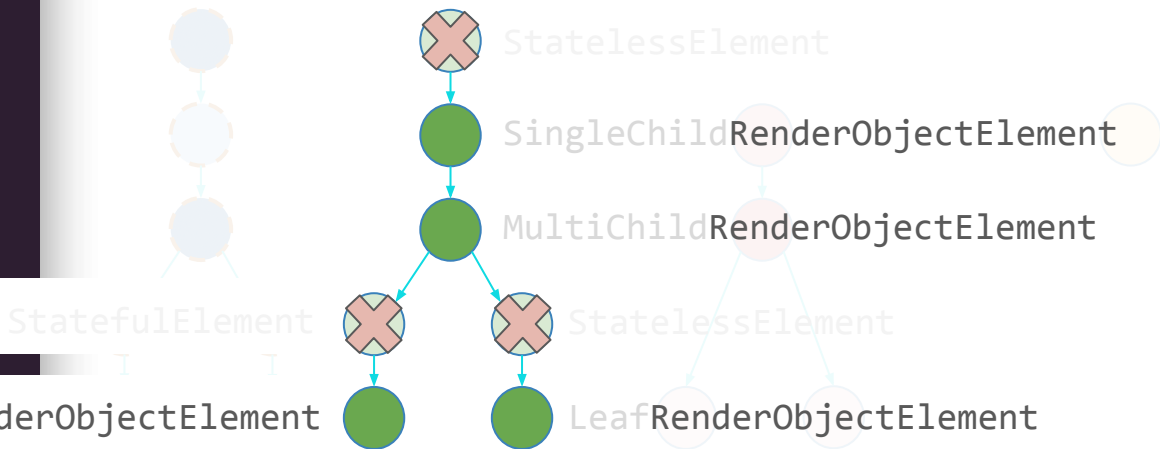 StatelessElement
SingleChildRenderObjectElement
MultiChildRenderObjectElement
StatefulElement StatelessElement
derObjectElement LeafRenderObjectElement